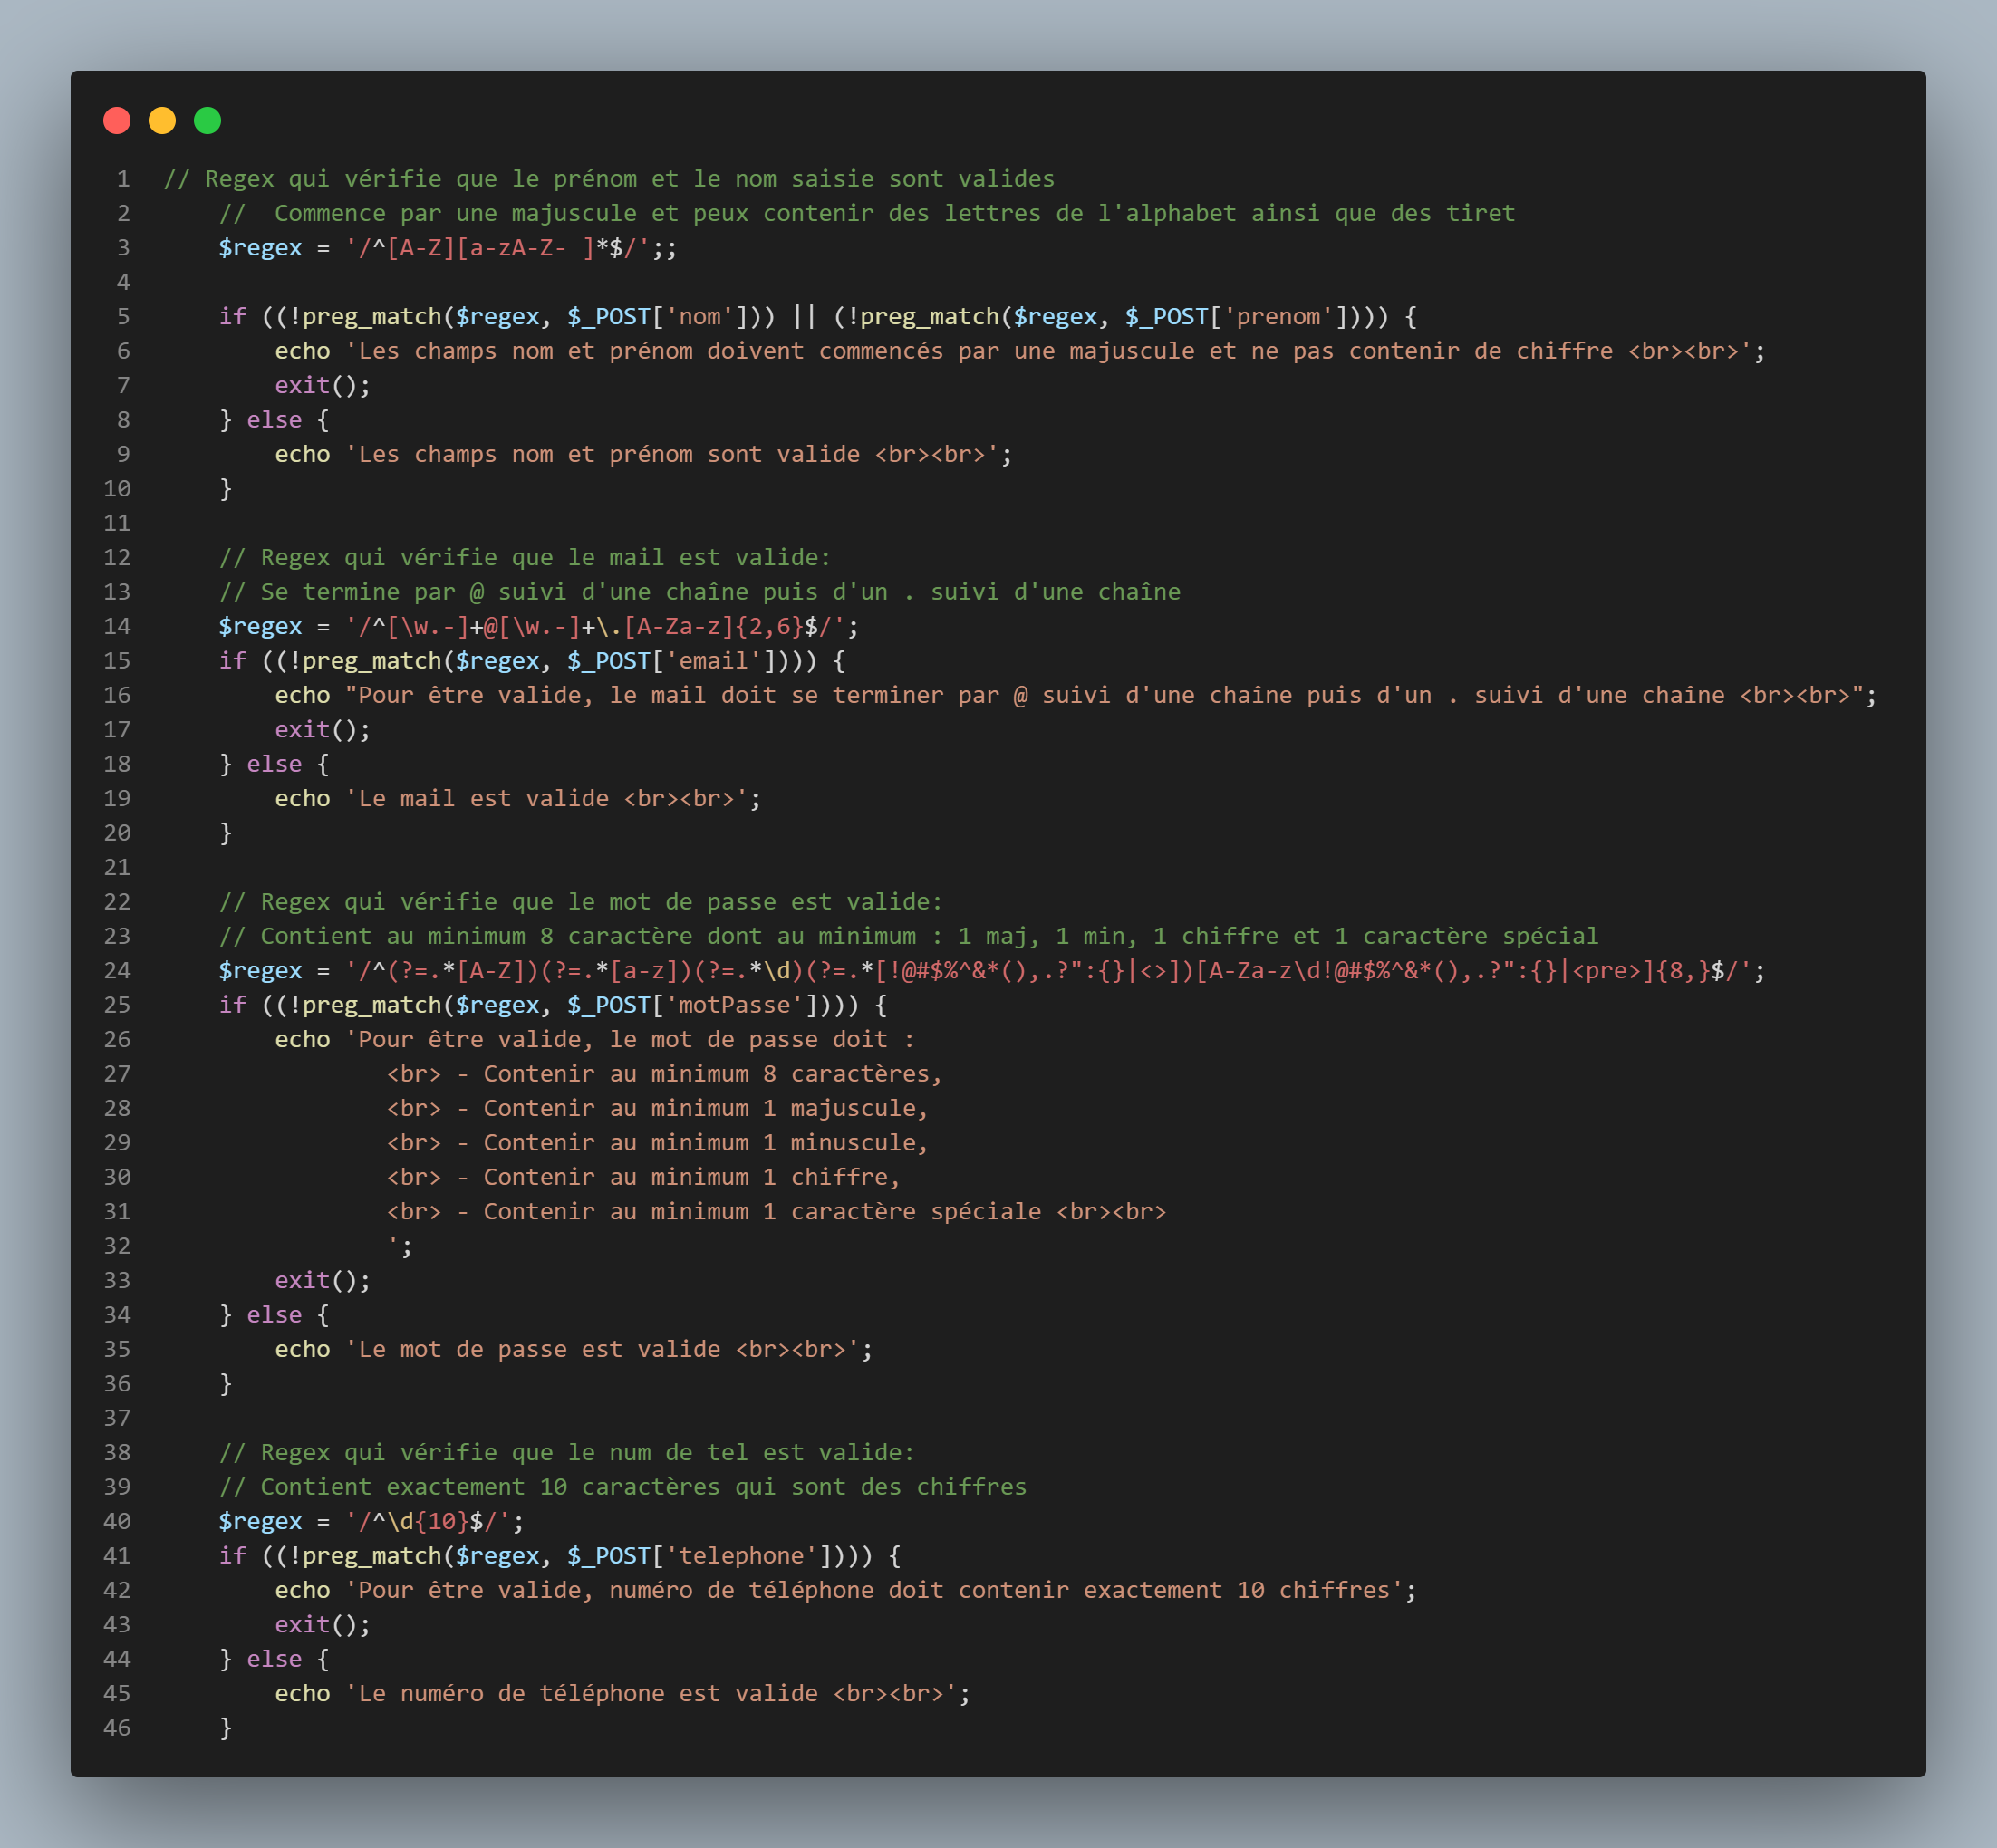 1 // Regex qui vérifie que le prénom et le nom saisie sont valides
2 //  Commence par une majuscule et peux contenir des lettres de l'alphabet ainsi que des tiret
3 $regex = '/^[A-Z][a-zA-Z- ]*$/';;
4
5 if ((!preg_match($regex, $_POST['nom'])) || (!preg_match($regex, $_POST['prenom']))) {
6 echo 'Les champs nom et prénom doivent commencés par une majuscule et ne pas contenir de chiffre <br><br>';
7 exit();
8 } else {
9 echo 'Les champs nom et prénom sont valide <br><br>';
10 }
11
12 // Regex qui vérifie que le mail est valide:
13 // Se termine par @ suivi d'une chaîne puis d'un . suivi d'une chaîne
14 $regex = '/^[\w.-]+@[\w.-]+\.[A-Za-z]{2,6}$/';
15 if ((!preg_match($regex, $_POST['email']))) {
16 echo "Pour être valide, le mail doit se terminer par @ suivi d'une chaîne puis d'un . suivi d'une chaîne <br><br>";
17 exit();
18 } else {
19 echo 'Le mail est valide <br><br>';
20 }
21
22 // Regex qui vérifie que le mot de passe est valide:
23 // Contient au minimum 8 caractère dont au minimum : 1 maj, 1 min, 1 chiffre et 1 caractère spécial
24 $regex = '/^(?=.*[A-Z])(?=.*[a-z])(?=.*\d)(?=.*[!@#$%^&*(),.?":{}|<>])[A-Za-z\d!@#$%^&*(),.?":{}|<pre>]{8,}$/';
25 if ((!preg_match($regex, $_POST['motPasse']))) {
26 echo 'Pour être valide, le mot de passe doit :
27 <br> - Contenir au minimum 8 caractères,
28 <br> - Contenir au minimum 1 majuscule,
29 <br> - Contenir au minimum 1 minuscule,
30 <br> - Contenir au minimum 1 chiffre,
31 <br> - Contenir au minimum 1 caractère spéciale <br><br>
32 ';
33 exit();
34 } else {
35 echo 'Le mot de passe est valide <br><br>';
36 }
37
38 // Regex qui vérifie que le num de tel est valide:
39 // Contient exactement 10 caractères qui sont des chiffres
40 $regex = '/^\d{10}$/';
41 if ((!preg_match($regex, $_POST['telephone']))) {
42 echo 'Pour être valide, numéro de téléphone doit contenir exactement 10 chiffres';
43 exit();
44 } else {
45 echo 'Le numéro de téléphone est valide <br><br>';
46 }